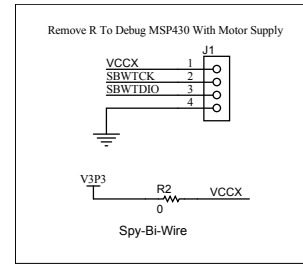 Remove R To Debug MSP430 With Motor Supply
J1
VCCX 1
SBWTCK 2
SBWTDIO 3
4
V3P3
R2 VCCX
0
Spy-Bi-Wire